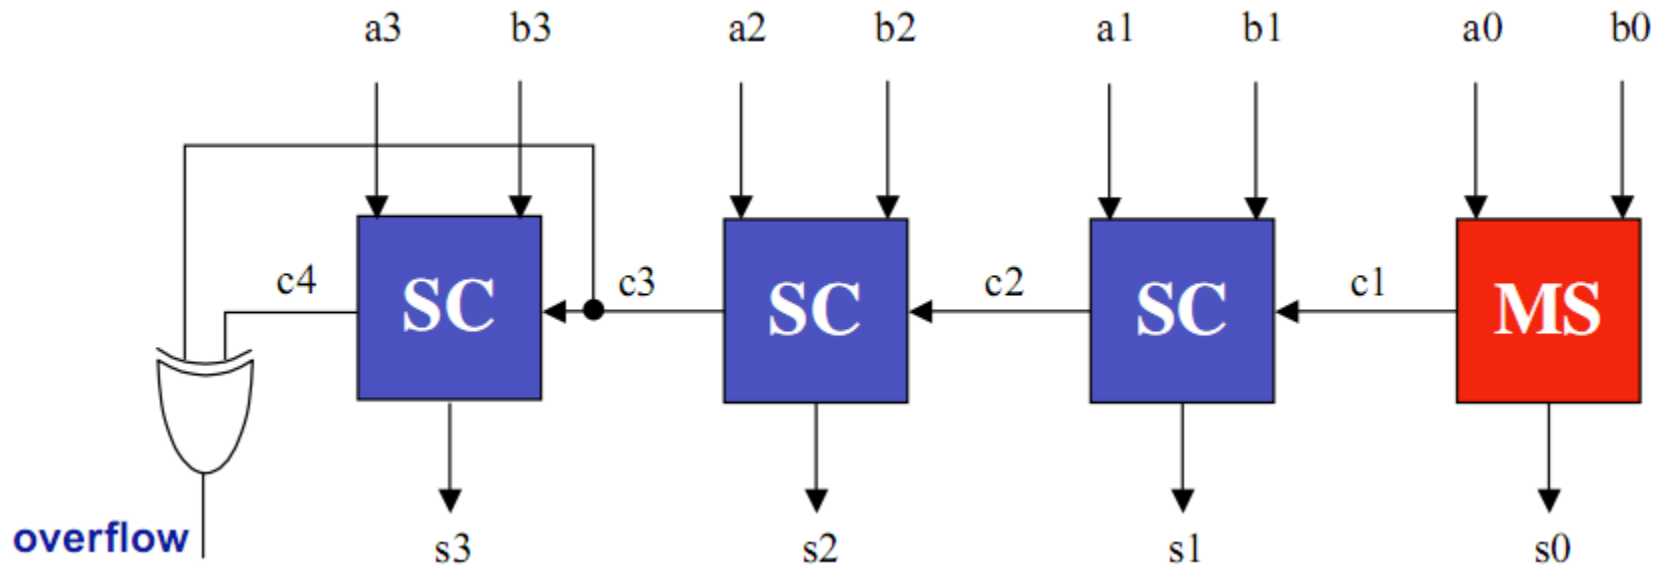 a3 b3 a2 b2 a1 b1 a0 b0
c4 SC c3 SC c2 SC c1 MS
overflow s3 s2 s1 s0